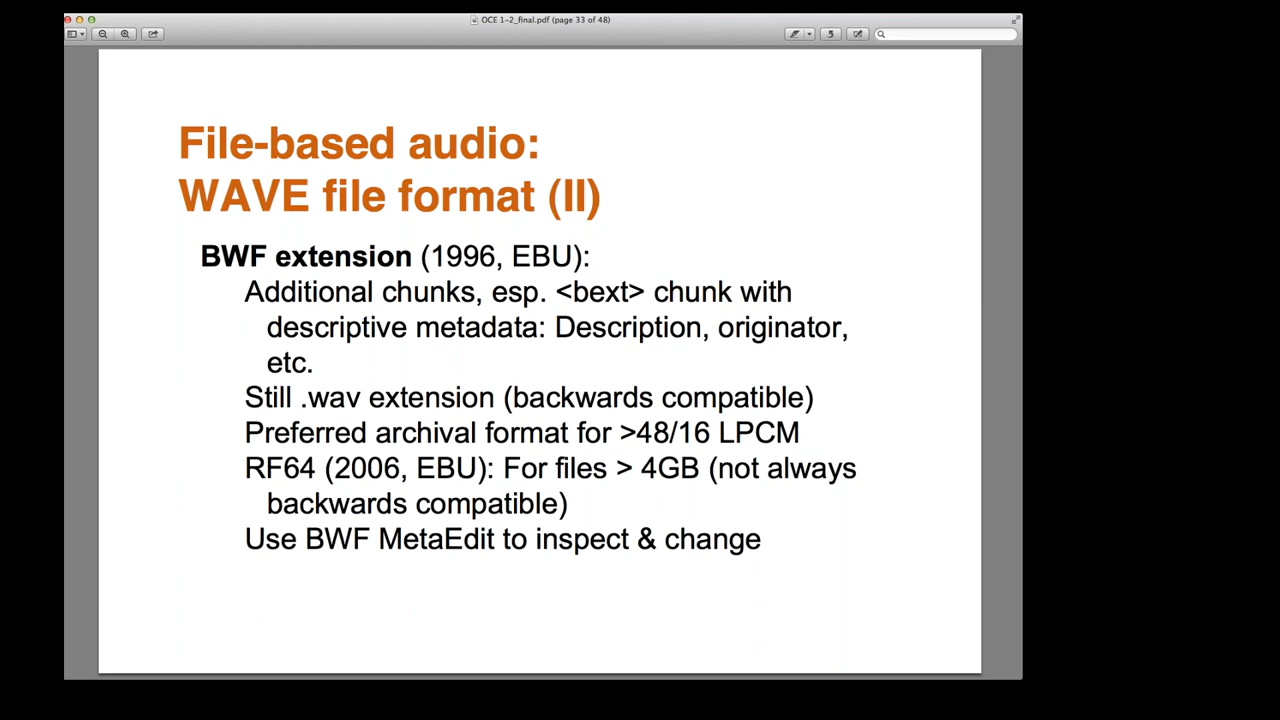 OCE 1-2_final.pdf (page 33 of 48)
File-based audio:
WAVE file format (II)
BWF extension (1996, EBU):
Additional chunks, esp. <bext> chunk with
descriptive metadata: Description, originator,
etc.
Still .wav extension (backwards compatible)
Preferred archival format for >48/16 LPCM
RF64 (2006, EBU): For files > 4GB (not always
backwards compatible)
Use BWF MetaEdit to inspect & change